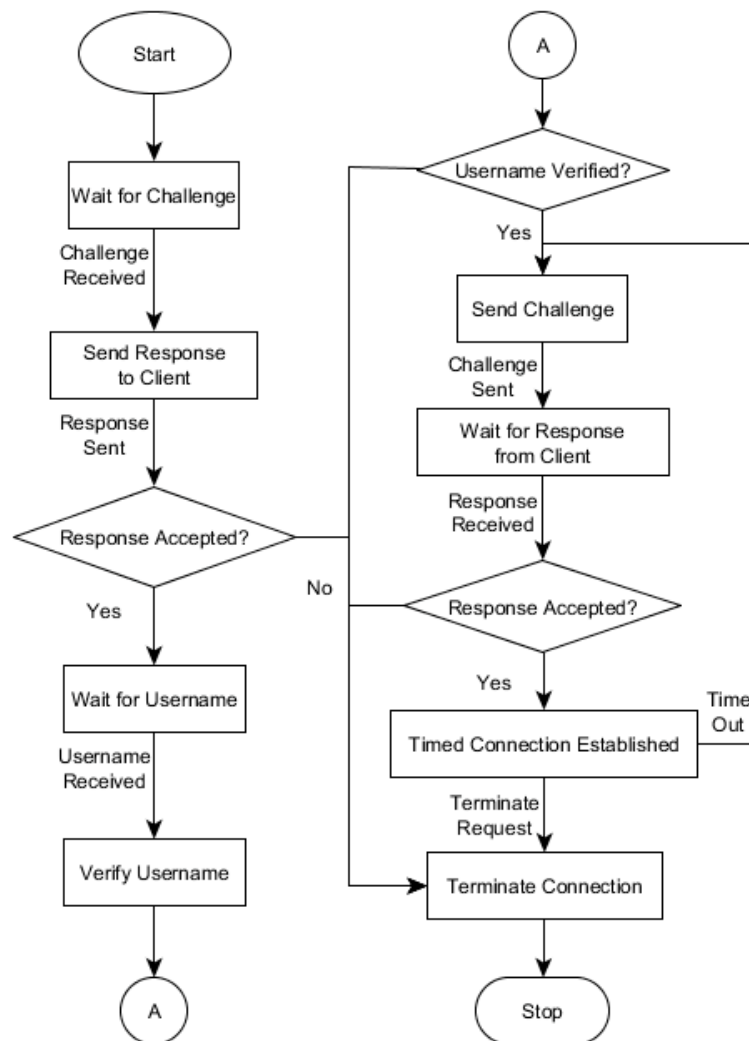 Start
Wait for Challenge
Challenge
Received
Send Response
to Client
Response
Sent
Response Accepted?
Yes
Wait for Username
Username
Received
Verify Username
A
A
Username Verified?
Yes
Send Challenge
Challenge
Sent
Wait for Response
from Client
Response
Received
No
Response Accepted?
Yes
Time
Out
Timed Connection Established
Terminate
Request
Terminate Connection
Stop